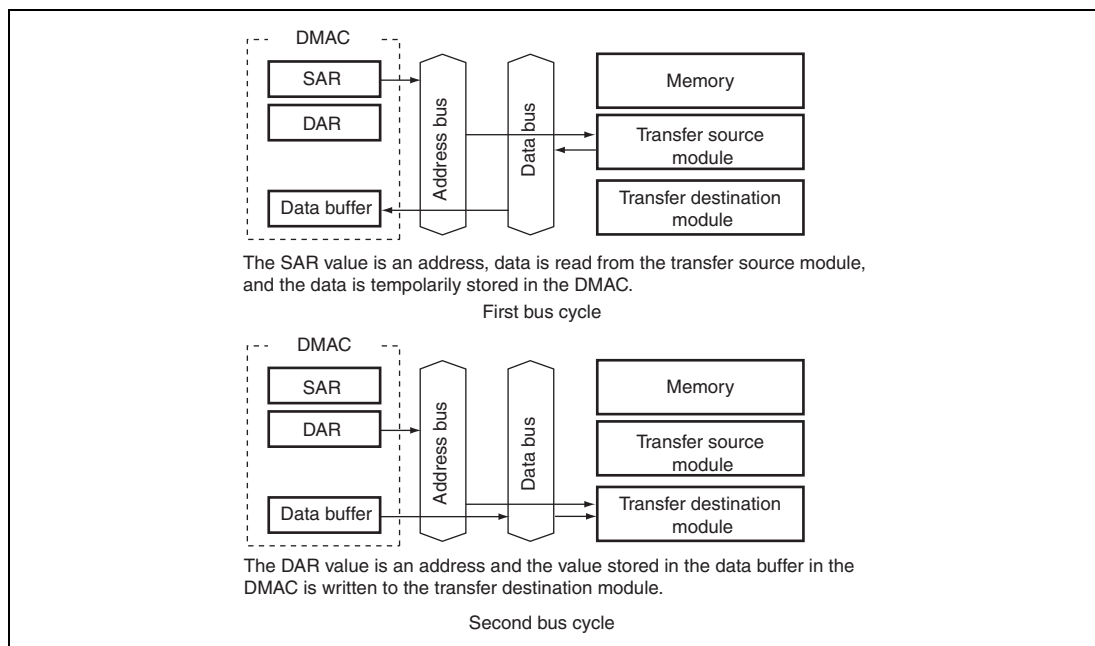 DMAC
SAR
DAR
Data buffer
Address bus
Data bus
Memory
Transfer source
module
Transfer destination
module
The SAR value is an address, data is read from the transfer source module,
and the data is tempolarily stored in the DMAC.
First bus cycle
DMAC
SAR
DAR
Data buffer
Address bus
Data bus
Memory
Transfer source
module
Transfer destination
module
The DAR value is an address and the value stored in the data buffer in the
DMAC is written to the transfer destination module.
Second bus cycle